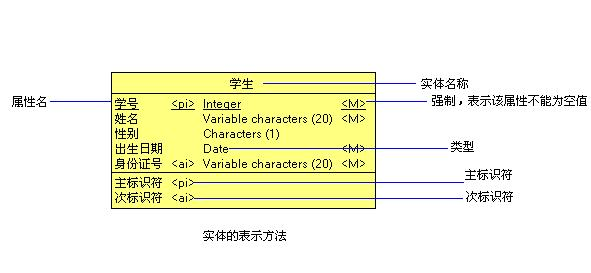 学生 实体名称
属性名 学号 <pi> Integer <M> 强制，表示该属性不能为空值
姓名 Variable characters (20) <M>
性别 Characters (1)
出生日期 Date <M> 类型
身份证号 <ai> Variable characters (20) <M>
主标识符 <pi> 主标识符
次标识符 <ai> 次标识符
实体的表示方法